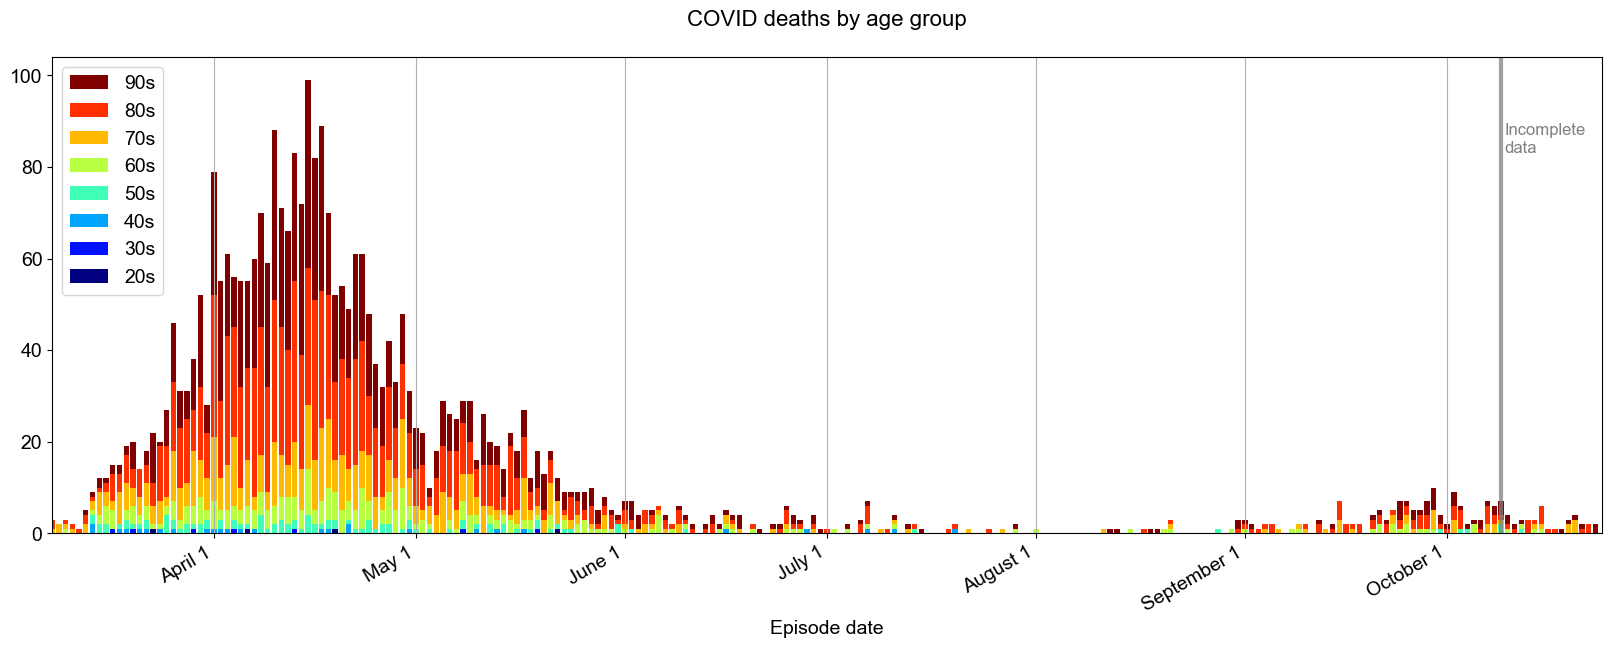 COVID deaths by age group
100
80
60
40
20
0
90s
80s
70s
60s
50s
40s
30s
20s
Incomplete
data
April 1
May 1
June 1
July 1
August 1
September 1
October 1
Episode date